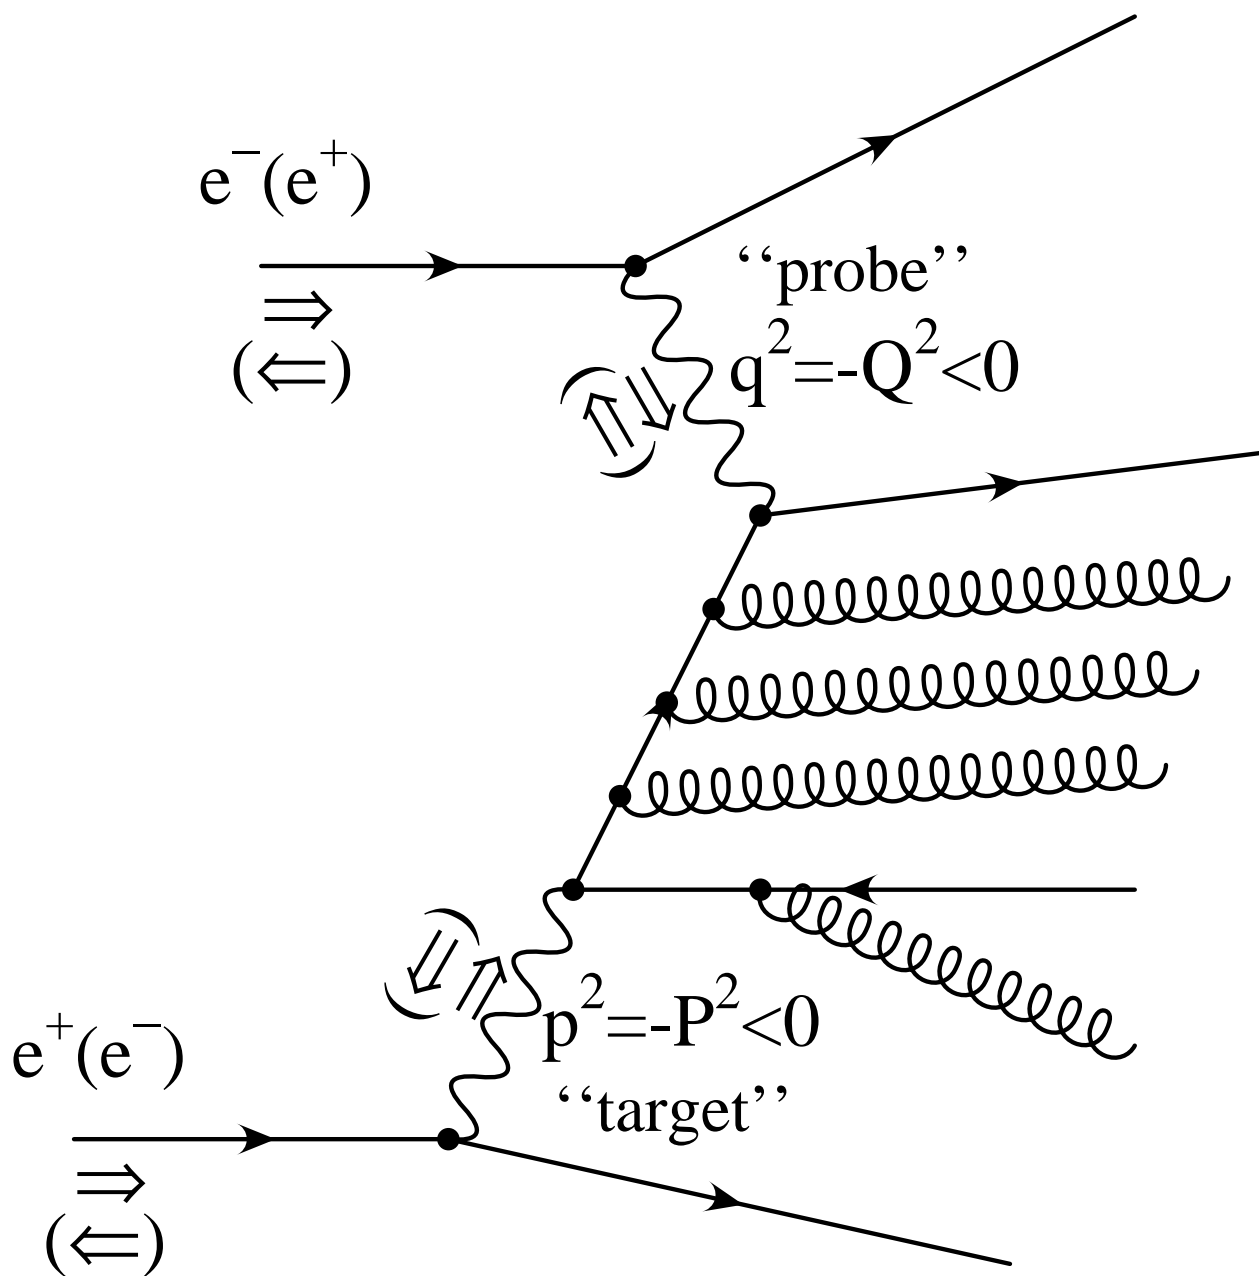 e⁻(e⁺)
⇒
(⇐)
“probe”
q²=-Q²<0
(⇑)⇓
(⇓)⇑
p²=-P²<0
“target”
e⁺(e⁻)
⇒
(⇐)